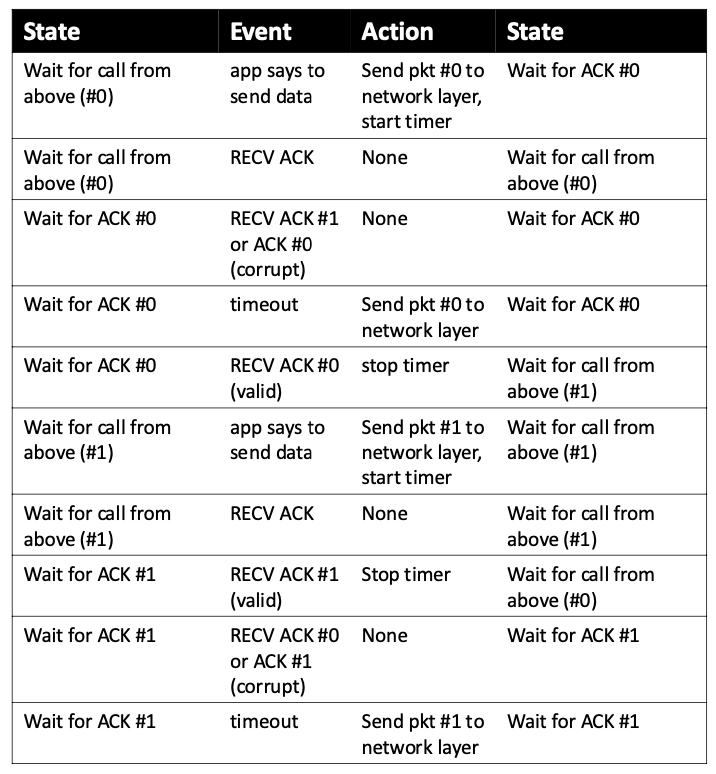 State Event Action State
Wait for call from above (#0) app says to send data Send pkt #0 to network layer, start timer Wait for ACK #0
Wait for call from above (#0) RECV ACK None Wait for call from above (#0)
Wait for ACK #0 RECV ACK #1 or ACK #0 (corrupt) None Wait for ACK #0
Wait for ACK #0 timeout Send pkt #0 to network layer Wait for ACK #0
Wait for ACK #0 RECV ACK #0 (valid) stop timer Wait for call from above (#1)
Wait for call from above (#1) app says to send data Send pkt #1 to network layer, start timer Wait for call from above (#1)
Wait for call from above (#1) RECV ACK None Wait for call from above (#1)
Wait for ACK #1 RECV ACK #1 (valid) Stop timer Wait for call from above (#0)
Wait for ACK #1 RECV ACK #0 or ACK #1 (corrupt) None Wait for ACK #1
Wait for ACK #1 timeout Send pkt #1 to network layer Wait for ACK #1